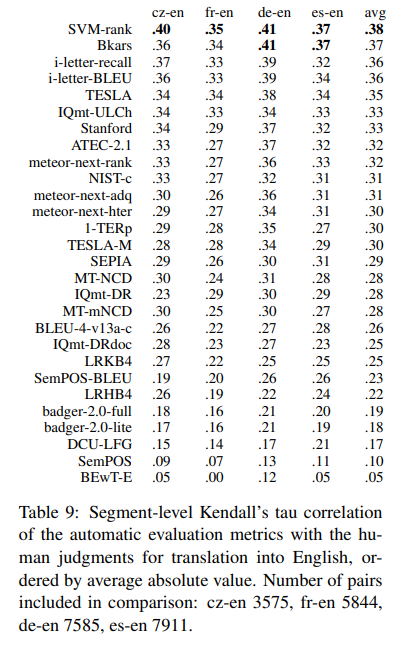 cz-en fr-en de-en es-en avg
SVM-rank .40 .35 .41 .37 .38
Bkars .36 .34 .41 .37 .37
i-letter-recall .37 .33 .39 .32 .36
i-letter-BLEU .36 .33 .39 .34 .36
TESLA .34 .34 .38 .34 .35
IQmt-ULCh .34 .33 .34 .33 .33
Stanford .34 .29 .37 .32 .33
ATEC-2.1 .33 .27 .37 .32 .32
meteor-next-rank .33 .27 .36 .33 .32
NIST-c .33 .27 .32 .31 .31
meteor-next-adq .30 .26 .36 .31 .31
meteor-next-hter .29 .27 .34 .31 .30
1-TERp .29 .28 .35 .27 .30
TESLA-M .28 .28 .34 .29 .30
SEPIA .29 .26 .30 .31 .29
MT-NCD .30 .24 .31 .28 .28
IQmt-DR .23 .29 .30 .29 .28
MT-mNCD .30 .25 .30 .27 .28
BLEU-4-v13a-c .26 .22 .27 .28 .26
IQmt-DRdoc .28 .23 .27 .23 .25
LRKB4 .27 .22 .25 .25 .25
SemPOS-BLEU .19 .20 .26 .26 .23
LRHB4 .26 .19 .22 .24 .22
badger-2.0-full .18 .16 .21 .20 .19
badger-2.0-lite .17 .16 .21 .19 .18
DCU-LFG .15 .14 .17 .21 .17
SemPOS .09 .07 .13 .11 .10
BEwT-E .05 .00 .12 .05 .05
Table 9: Segment-level Kendall's tau correlation
of the automatic evaluation metrics with the hu-
man judgments for translation into English, or-
dered by average absolute value. Number of pairs
included in comparison: cz-en 3575, fr-en 5844,
de-en 7585, es-en 7911.